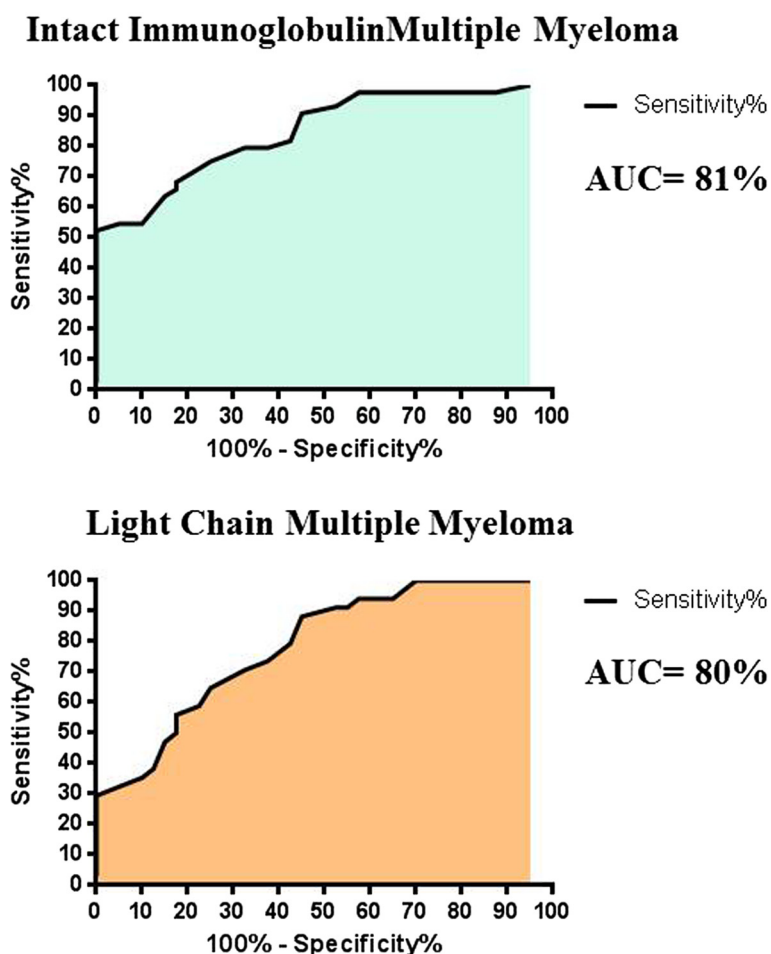 Intact ImmunoglobulinMultiple Myeloma
100
90
80
70
60
50
40
30
20
10
0
Sensitivity%
0 10 20 30 40 50 60 70 80 90 100
100% - Specificity%
Sensitivity%
AUC= 81%
Light Chain Multiple Myeloma
100
90
80
70
60
50
40
30
20
10
0
Sensitivity%
0 10 20 30 40 50 60 70 80 90 100
100% - Specificity%
Sensitivity%
AUC= 80%